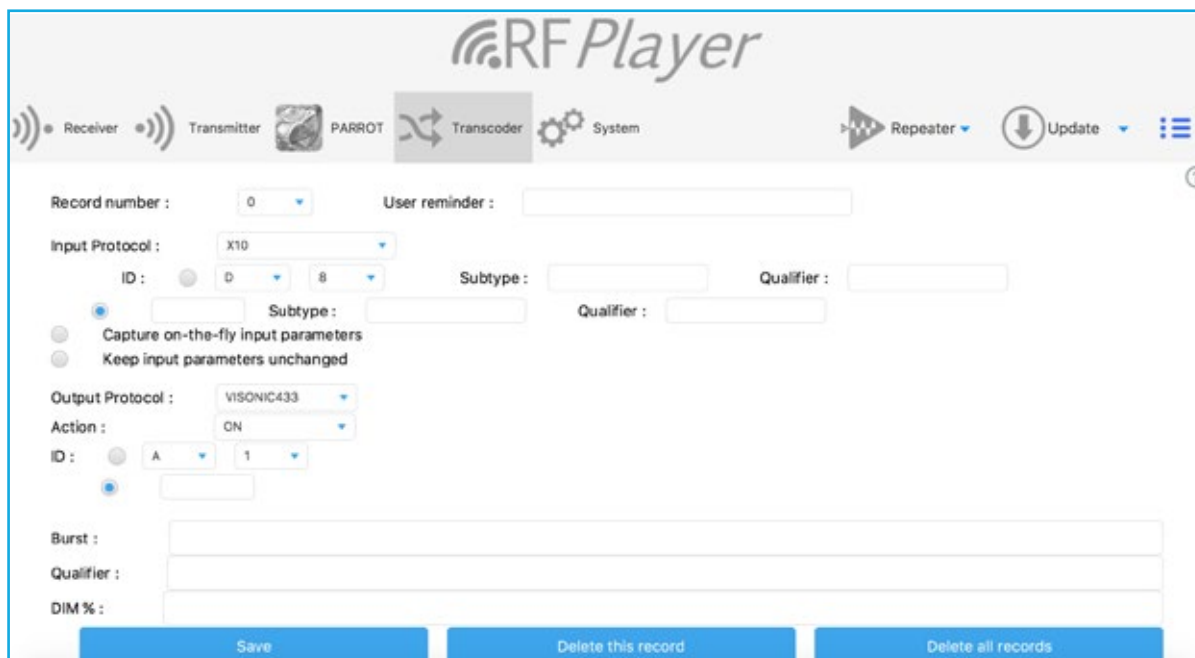 RFPlayer
Receiver Transmitter PARROT Transcoder System Repeater Update
Record number : 0 User reminder :
Input Protocol : X10
ID : D 8 Subtype : Qualifier :
Subtype : Qualifier :
Capture on-the-fly input parameters
Keep input parameters unchanged
Output Protocol : VISONIC433
Action : ON
ID : A 1
Burst :
Qualifier :
DIM % :
Save Delete this record Delete all records